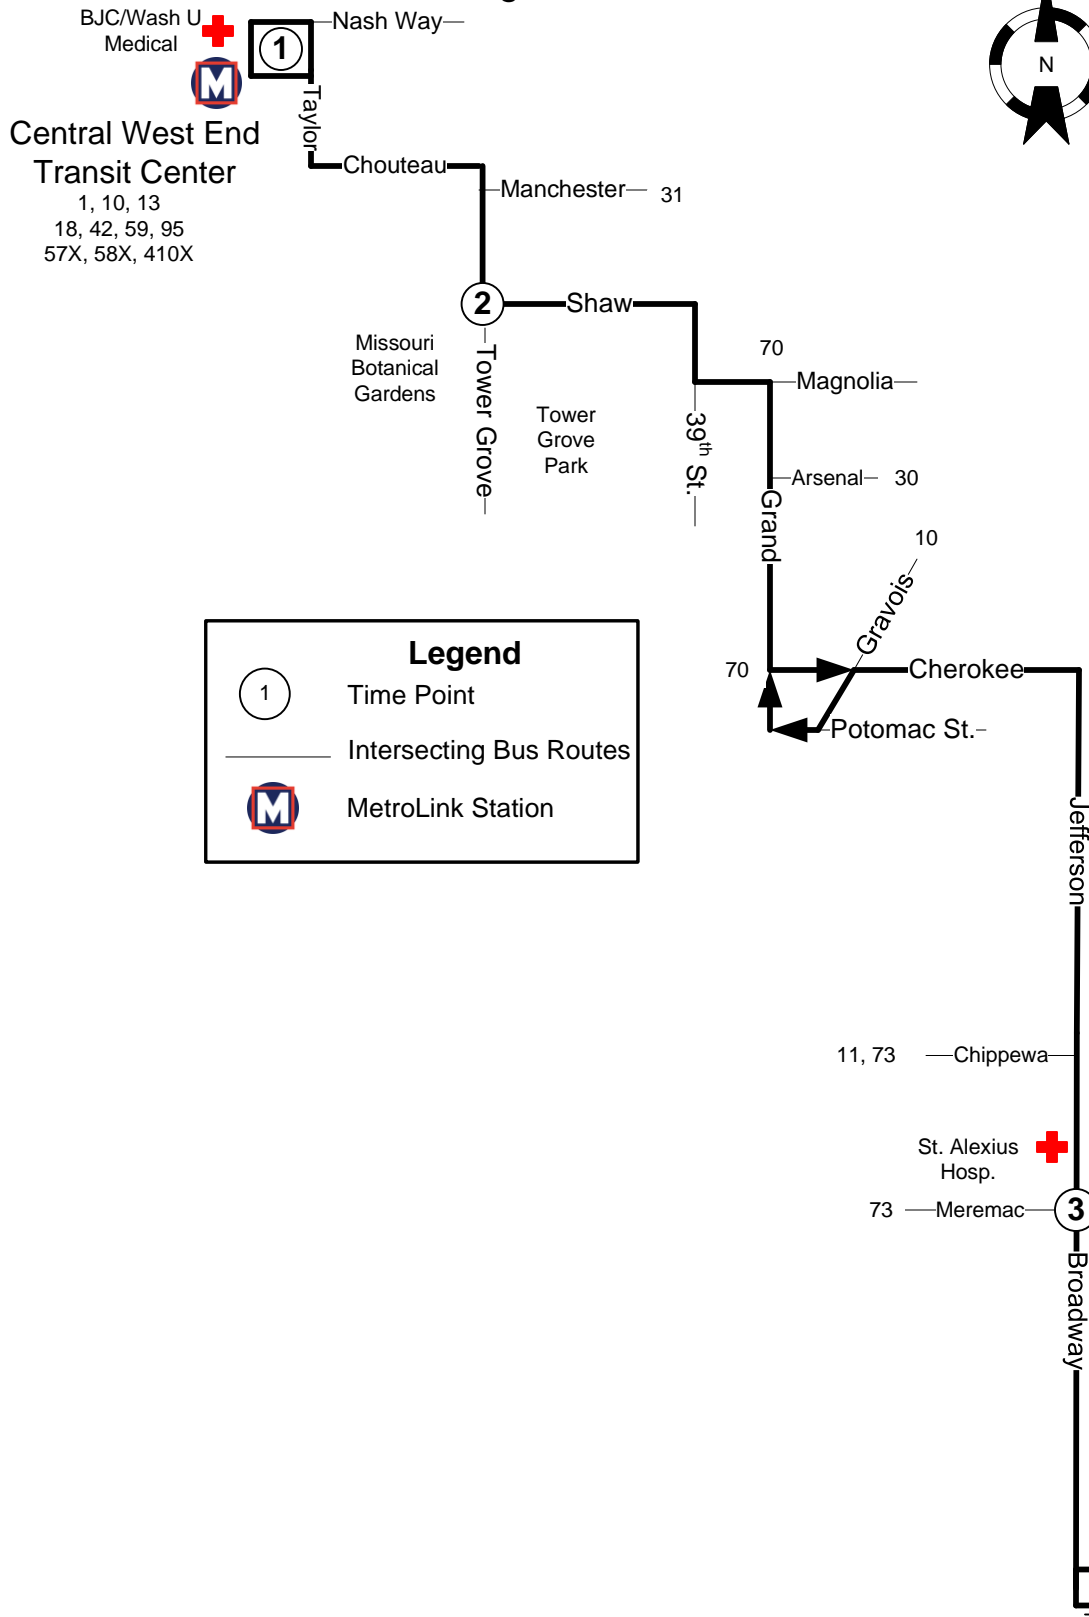 BJC/Wash U
Medical
1
Nash Way
N
M
Central West End
Transit Center
1, 10, 13
18, 42, 59, 95
57X, 58X, 410X
Taylor
Chouteau
Manchester
31
2
Shaw
Missouri
Botanical
Gardens
Tower Grove
Tower
Grove
Park
39th St.
70
Magnolia
Arsenal
30
Grand
10
Gravois
70
Cherokee
Potomac St.
Legend
1
Time Point
Intersecting Bus Routes
M
MetroLink Station
Jefferson
11, 73
Chippewa
St. Alexius
Hosp.
73
Meremac
3
Broadway